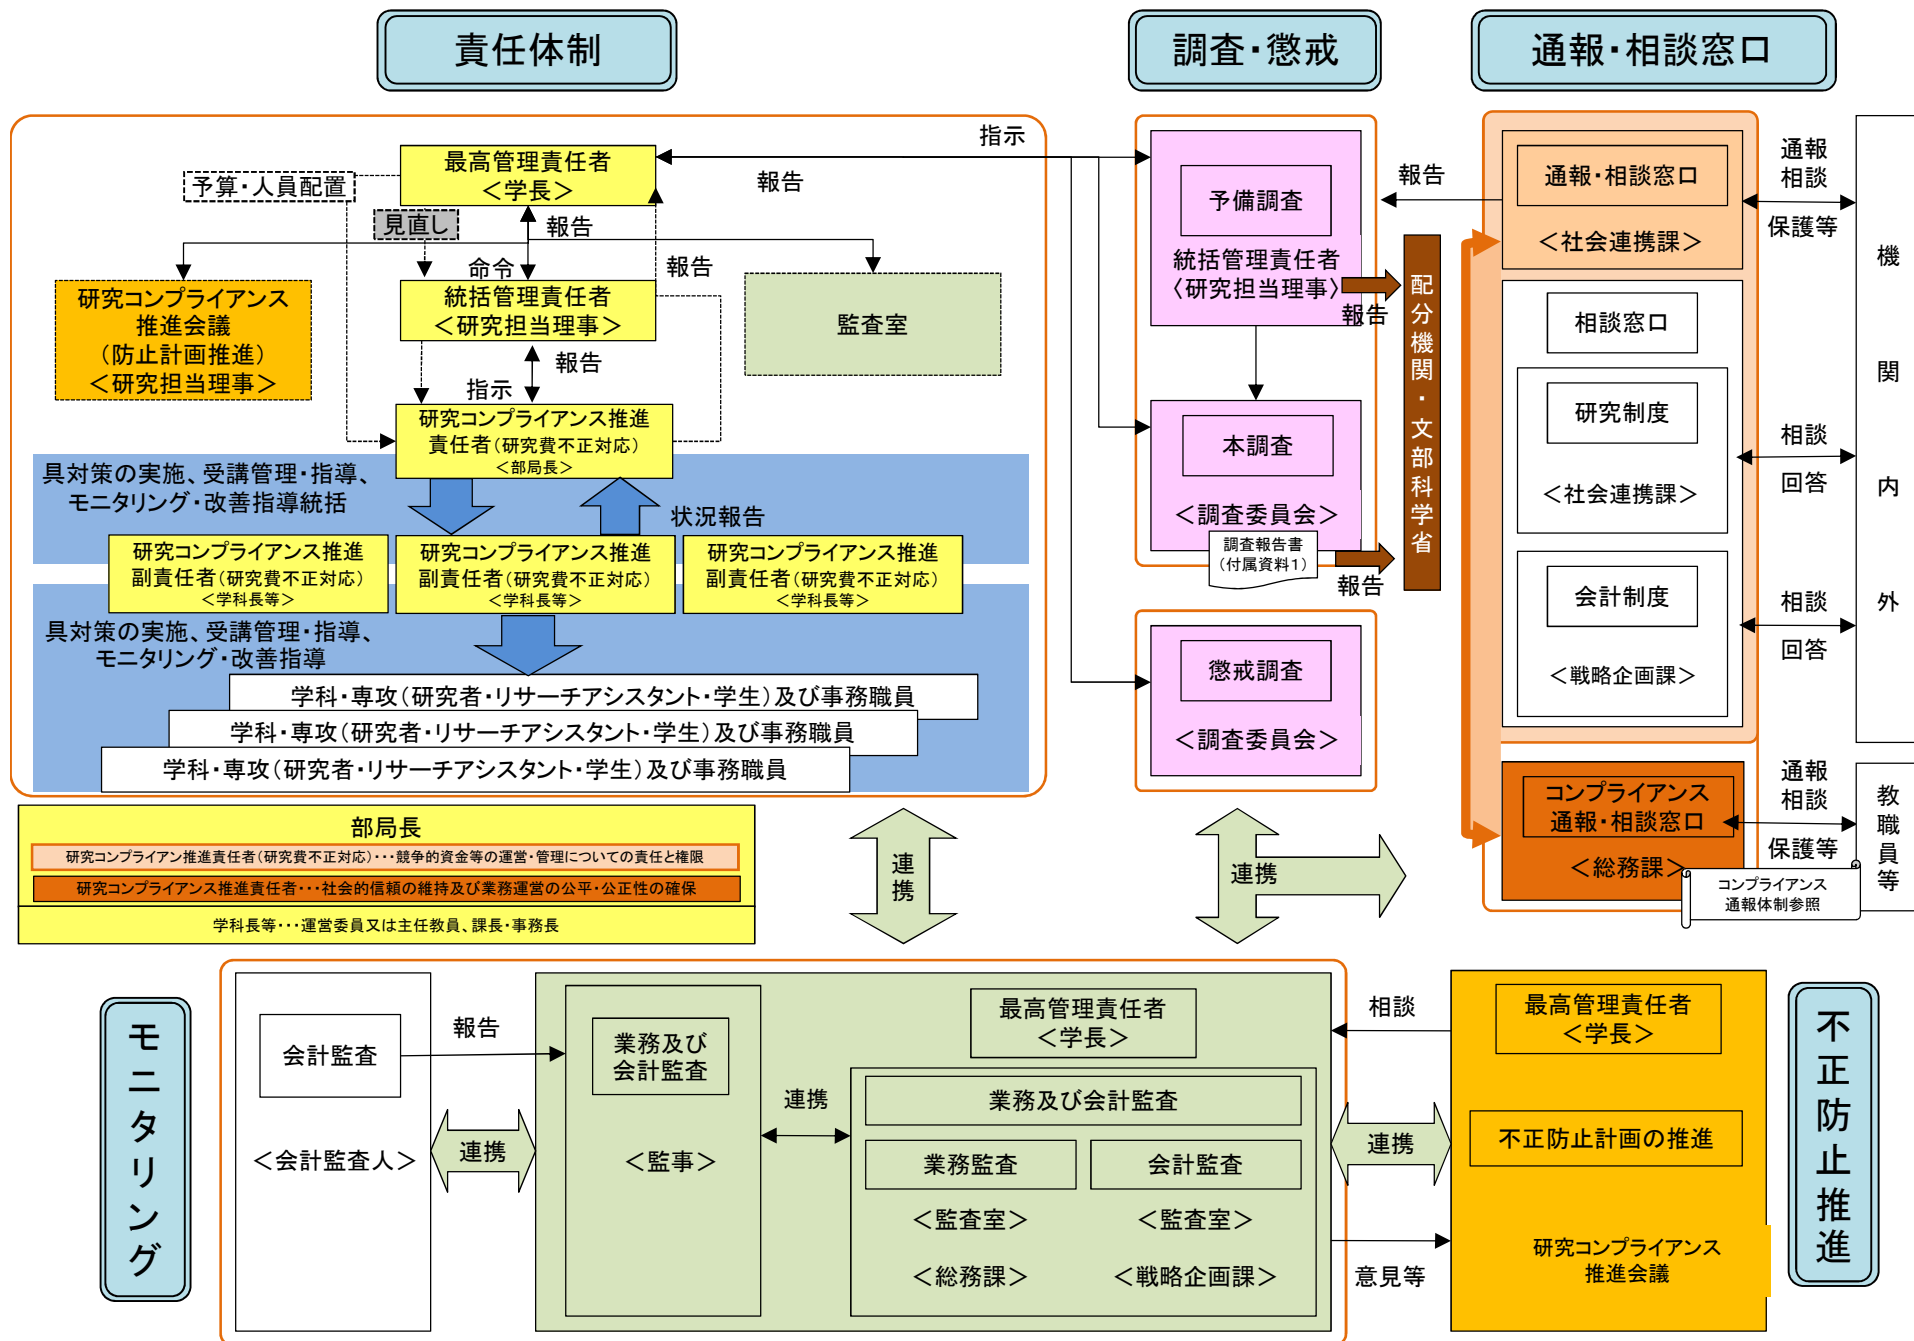 責任体制
調査・懲戒
通報・相談窓口
指示
最高管理責任者
＜学長＞
報告
予算・人員配置
見直し
報告
命令
報告
研究コンプライアンス
推進会議
（防止計画推進）
＜研究担当理事＞
統括管理責任者
＜研究担当理事＞
監査室
報告
指示
研究コンプライアンス推進
責任者（研究費不正対応）
＜部局長＞
具対策の実施、受講管理・指導、
モニタリング・改善指導統括
状況報告
研究コンプライアンス推進
副責任者（研究費不正対応）
＜学科長等＞
研究コンプライアンス推進
副責任者（研究費不正対応）
＜学科長等＞
研究コンプライアンス推進
副責任者（研究費不正対応）
＜学科長等＞
具対策の実施、受講管理・指導、
モニタリング・改善指導
学科・専攻（研究者・リサーチアシスタント・学生）及び事務職員
学科・専攻（研究者・リサーチアシスタント・学生）及び事務職員
学科・専攻（研究者・リサーチアシスタント・学生）及び事務職員
部局長
研究コンプライアン推進責任者（研究費不正対応）・・・競争的資金等の運営・管理についての責任と権限
研究コンプライアンス推進責任者・・・社会的信頼の維持及び業務運営の公平・公正性の確保
学科長等・・・運営委員又は主任教員、課長・事務長
予備調査
統括管理責任者
〈研究担当理事〉
報告
本調査
＜調査委員会＞
調査報告書
（付属資料１）
報告
配分機関・文部科学省
懲戒調査
＜調査委員会＞
報告
通報・相談窓口
＜社会連携課＞
通報
相談
保護等
相談窓口
研究制度
＜社会連携課＞
相談
回答
会計制度
＜戦略企画課＞
相談
回答
機関内外
コンプライアンス
通報・相談窓口
＜総務課＞
通報
相談
保護等
教職員等
コンプライアンス
通報体制参照
連携
連携
モニタリング
会計監査
＜会計監査人＞
報告
連携
業務及び
会計監査
＜監事＞
連携
最高管理責任者
＜学長＞
業務及び会計監査
業務監査
会計監査
＜監査室＞
＜監査室＞
＜総務課＞
＜戦略企画課＞
相談
連携
意見等
最高管理責任者
＜学長＞
不正防止計画の推進
研究コンプライアンス
推進会議
不正防止推進